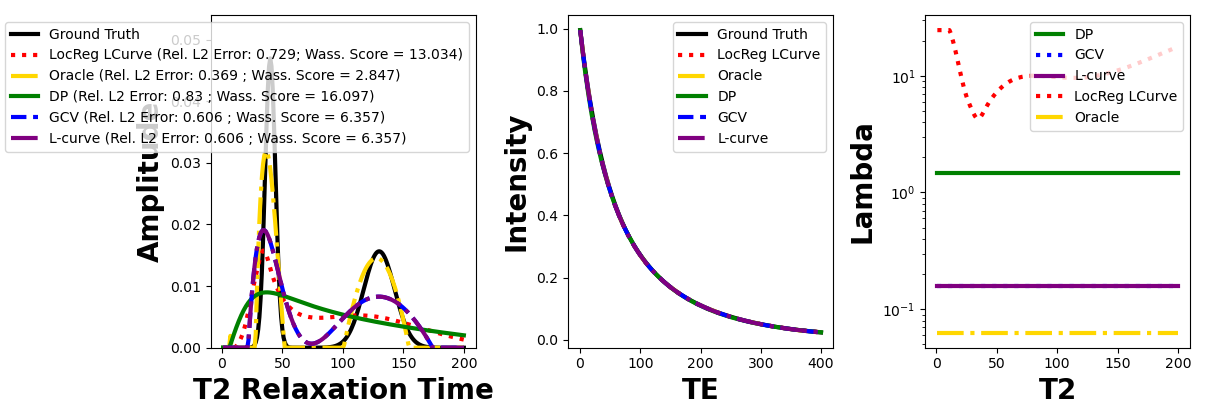 Ground Truth
LocReg LCurve (Rel. L2 Error: 0.729; Wass. Score = 13.034)
Oracle (Rel. L2 Error: 0.369 ; Wass. Score = 2.847)
DP (Rel. L2 Error: 0.83 ; Wass. Score = 16.097)
GCV (Rel. L2 Error: 0.606 ; Wass. Score = 6.357)
L-curve (Rel. L2 Error: 0.606 ; Wass. Score = 6.357)
Amplitude
0.05
0.04
0.03
0.02
0.01
0.00
0 50 100 150 200
T2 Relaxation Time
Intensity
1.0
0.8
0.6
0.4
0.2
0.0
Ground Truth
LocReg LCurve
Oracle
DP
GCV
L-curve
0 100 200 300 400
TE
Lambda
10¹
10⁰
10⁻¹
DP
GCV
L-curve
LocReg LCurve
Oracle
0 50 100 150 200
T2